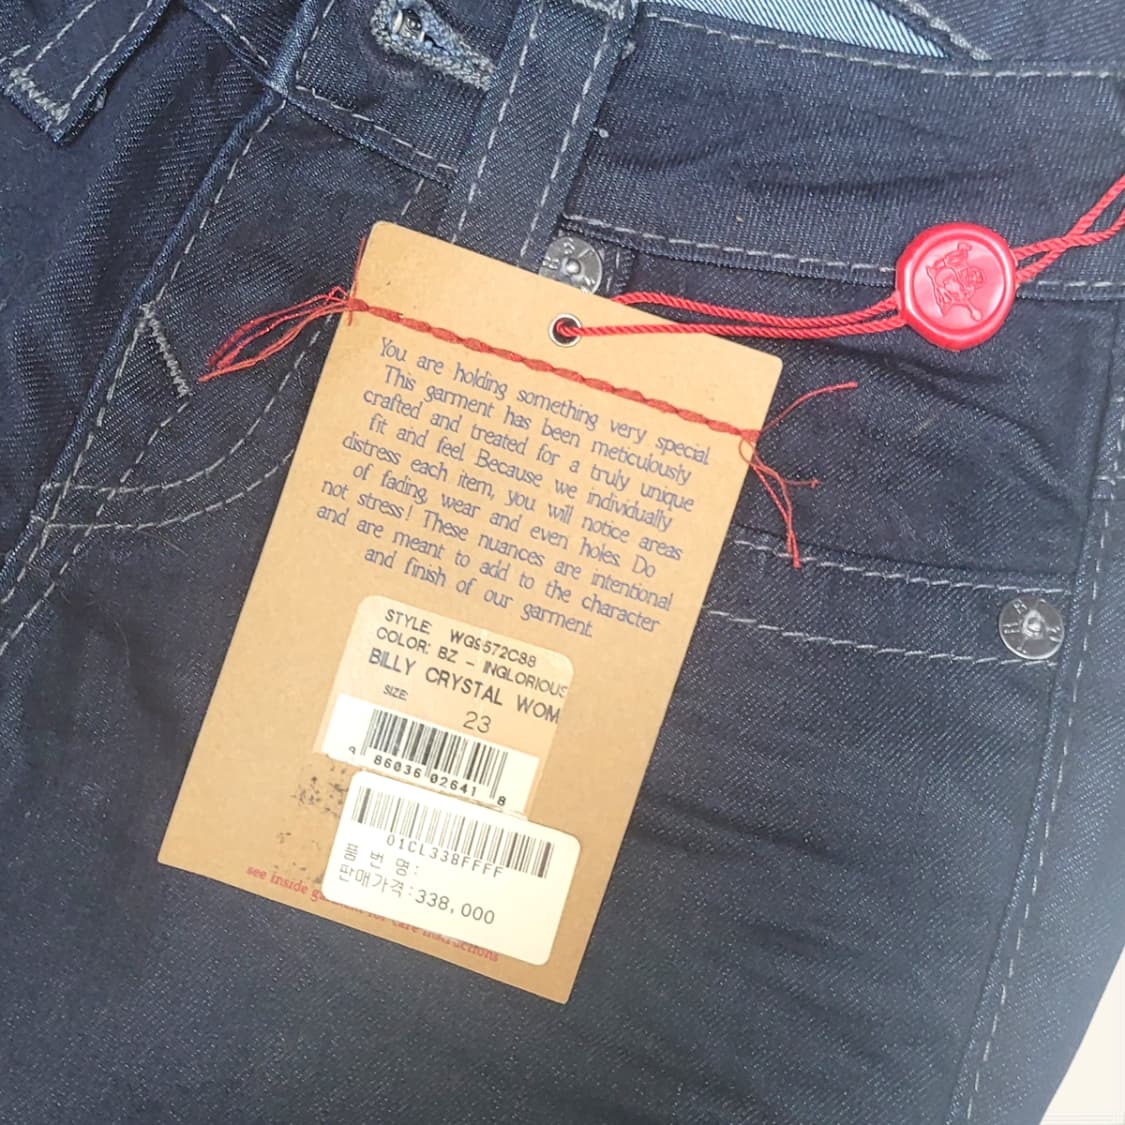 You are holding something very special
This garment has been meticulously
crafted and treated for a truly unique
fit and feel. Because we individually
distress each item, you will notice areas
of fading, wear and even holes. Do
not stress! These nuances are intentional
and are meant to add to the character
and finish of our garment.
STYLE: WGS572C88
COLOR: BZ - INGLORIOUS
BILLY CRYSTAL WOM
SIZE:
23
86036 02641 8
01CL338FFFF
품 번 명:
판매가격:338,000
see inside garment for care instructions